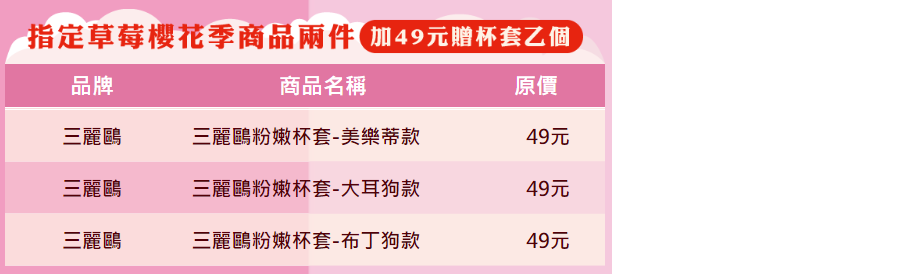 指定草莓櫻花季商品兩件 加49元贈杯套乙個
品牌 商品名稱 原價
三麗鷗 三麗鷗粉嫩杯套-美樂蒂款 49元
三麗鷗 三麗鷗粉嫩杯套-大耳狗款 49元
三麗鷗 三麗鷗粉嫩杯套-布丁狗款 49元